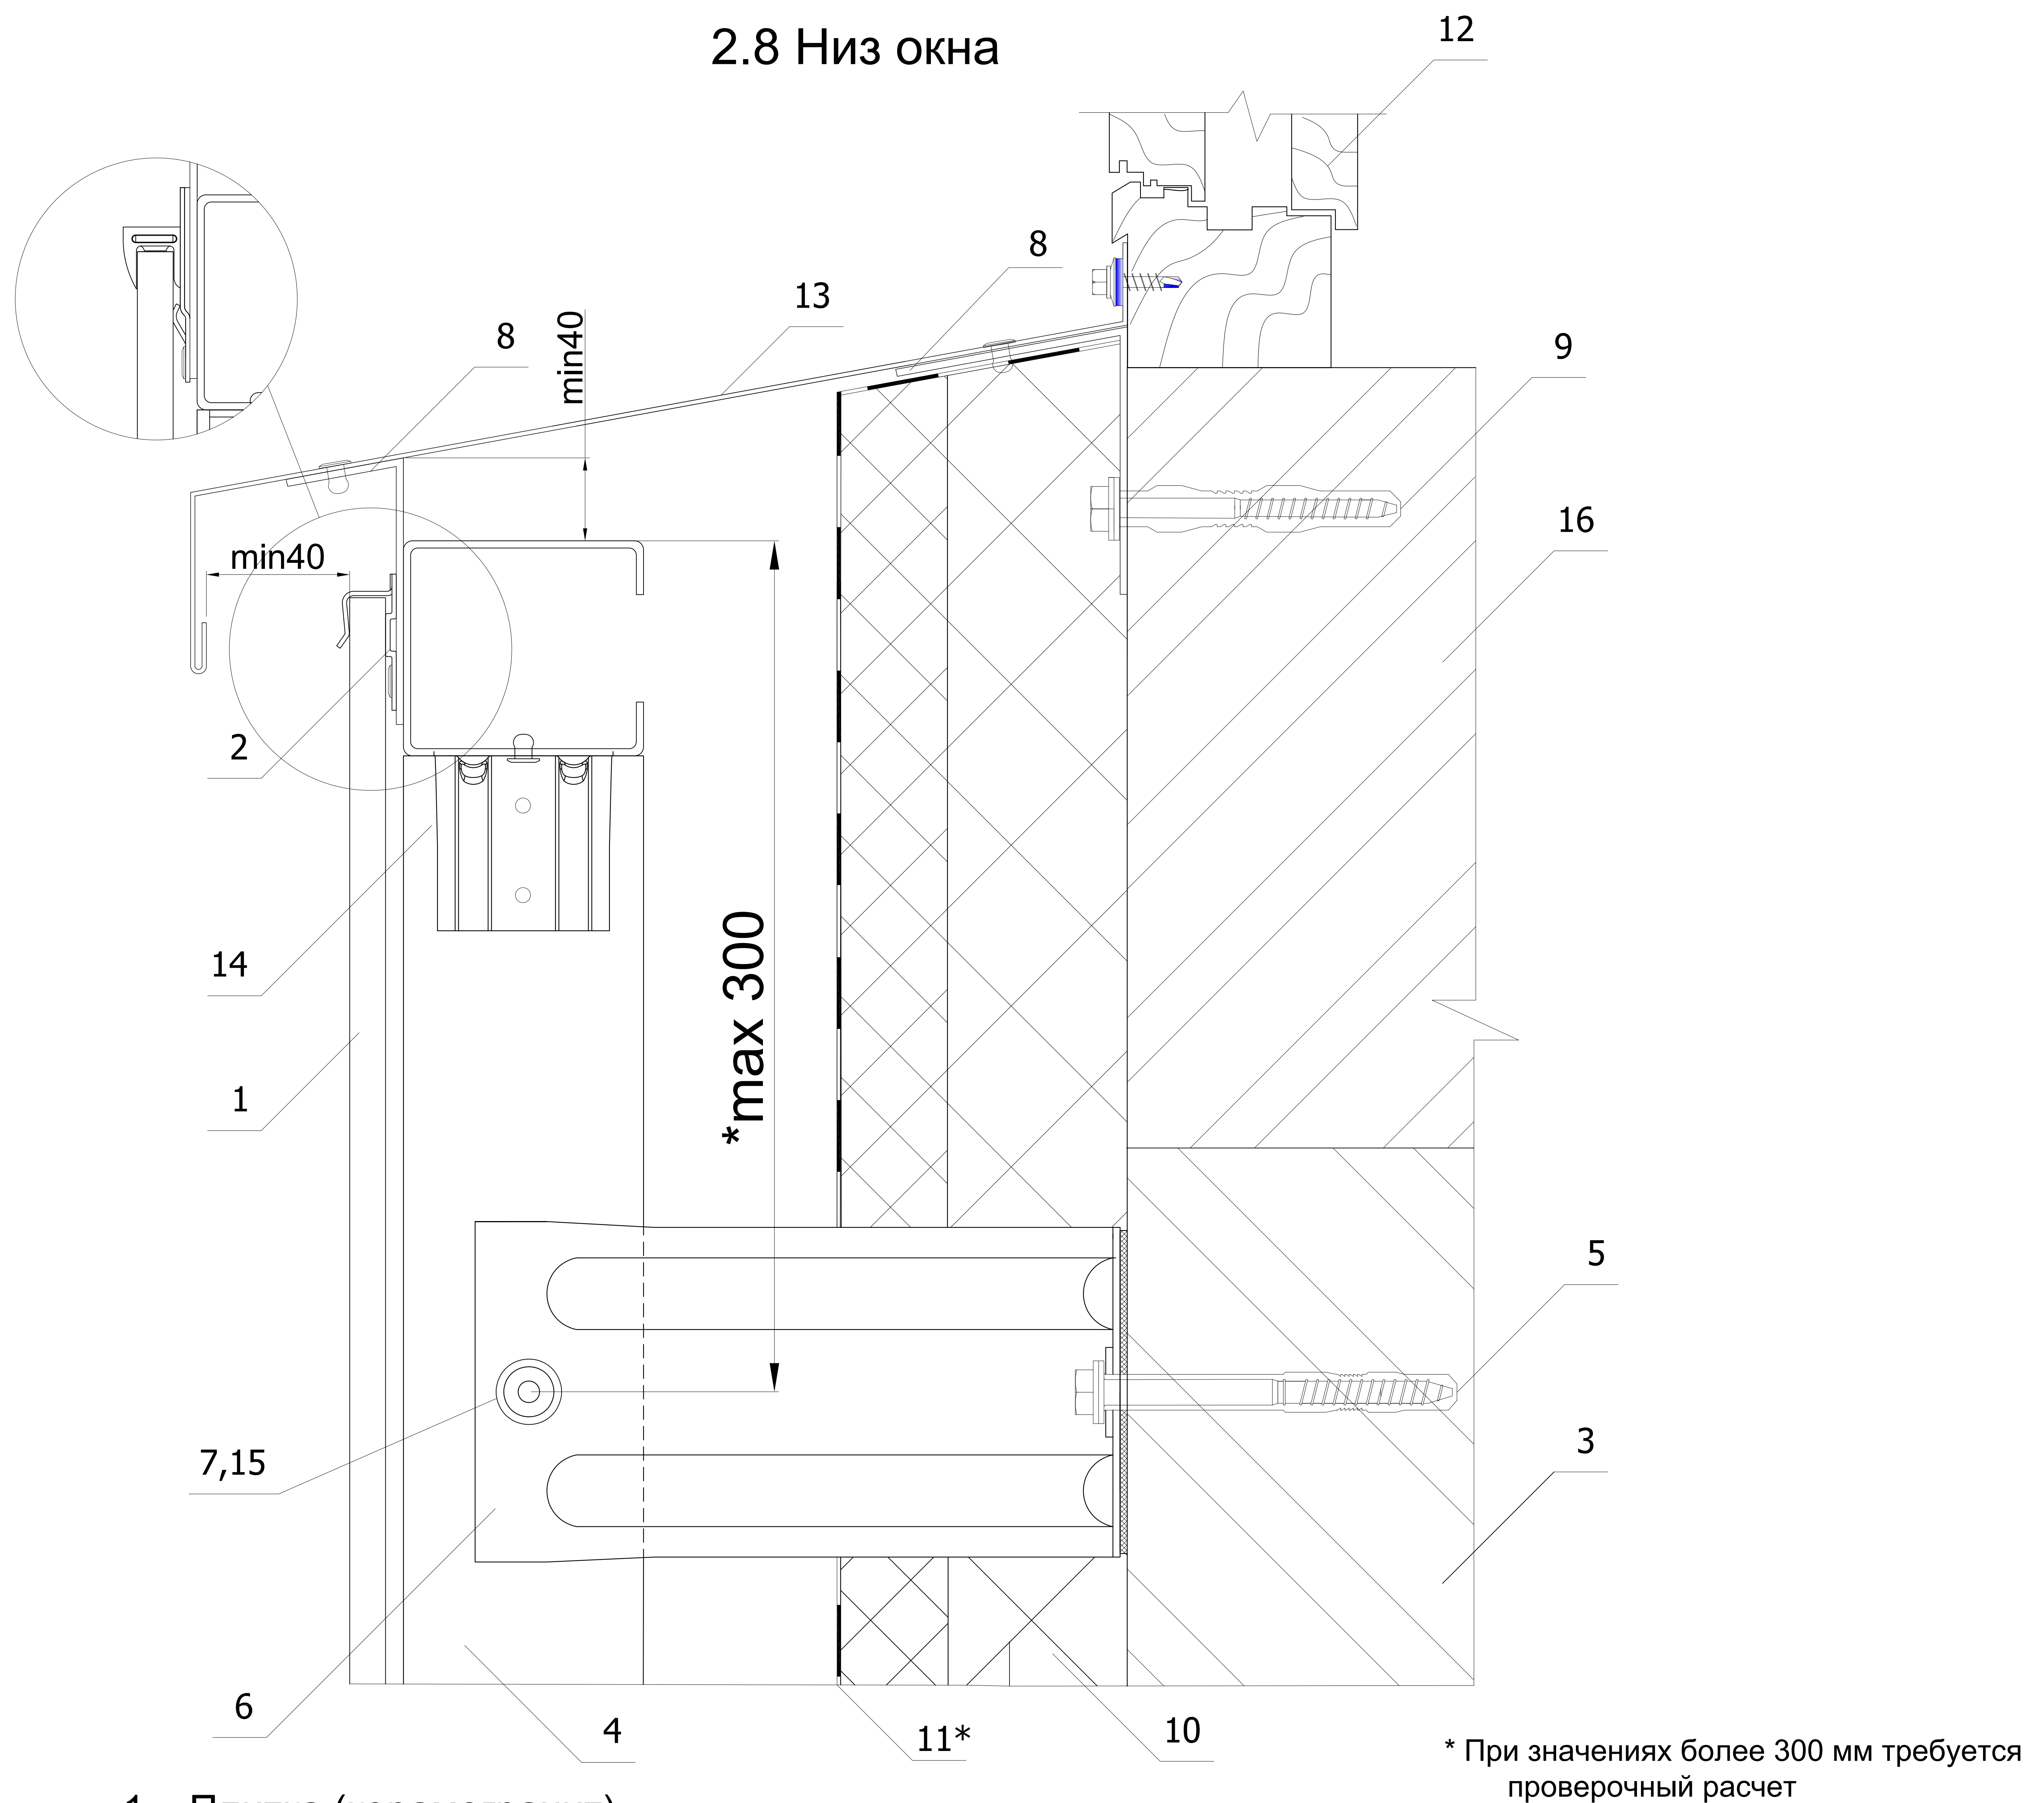 2.8 Низ окна
12
8
13
8
min40
9
16
min40
2
14
*max 300
1
5
3
7,15
6
4
11*
10
* При значениях более 300 мм требуется
проверочный расчет